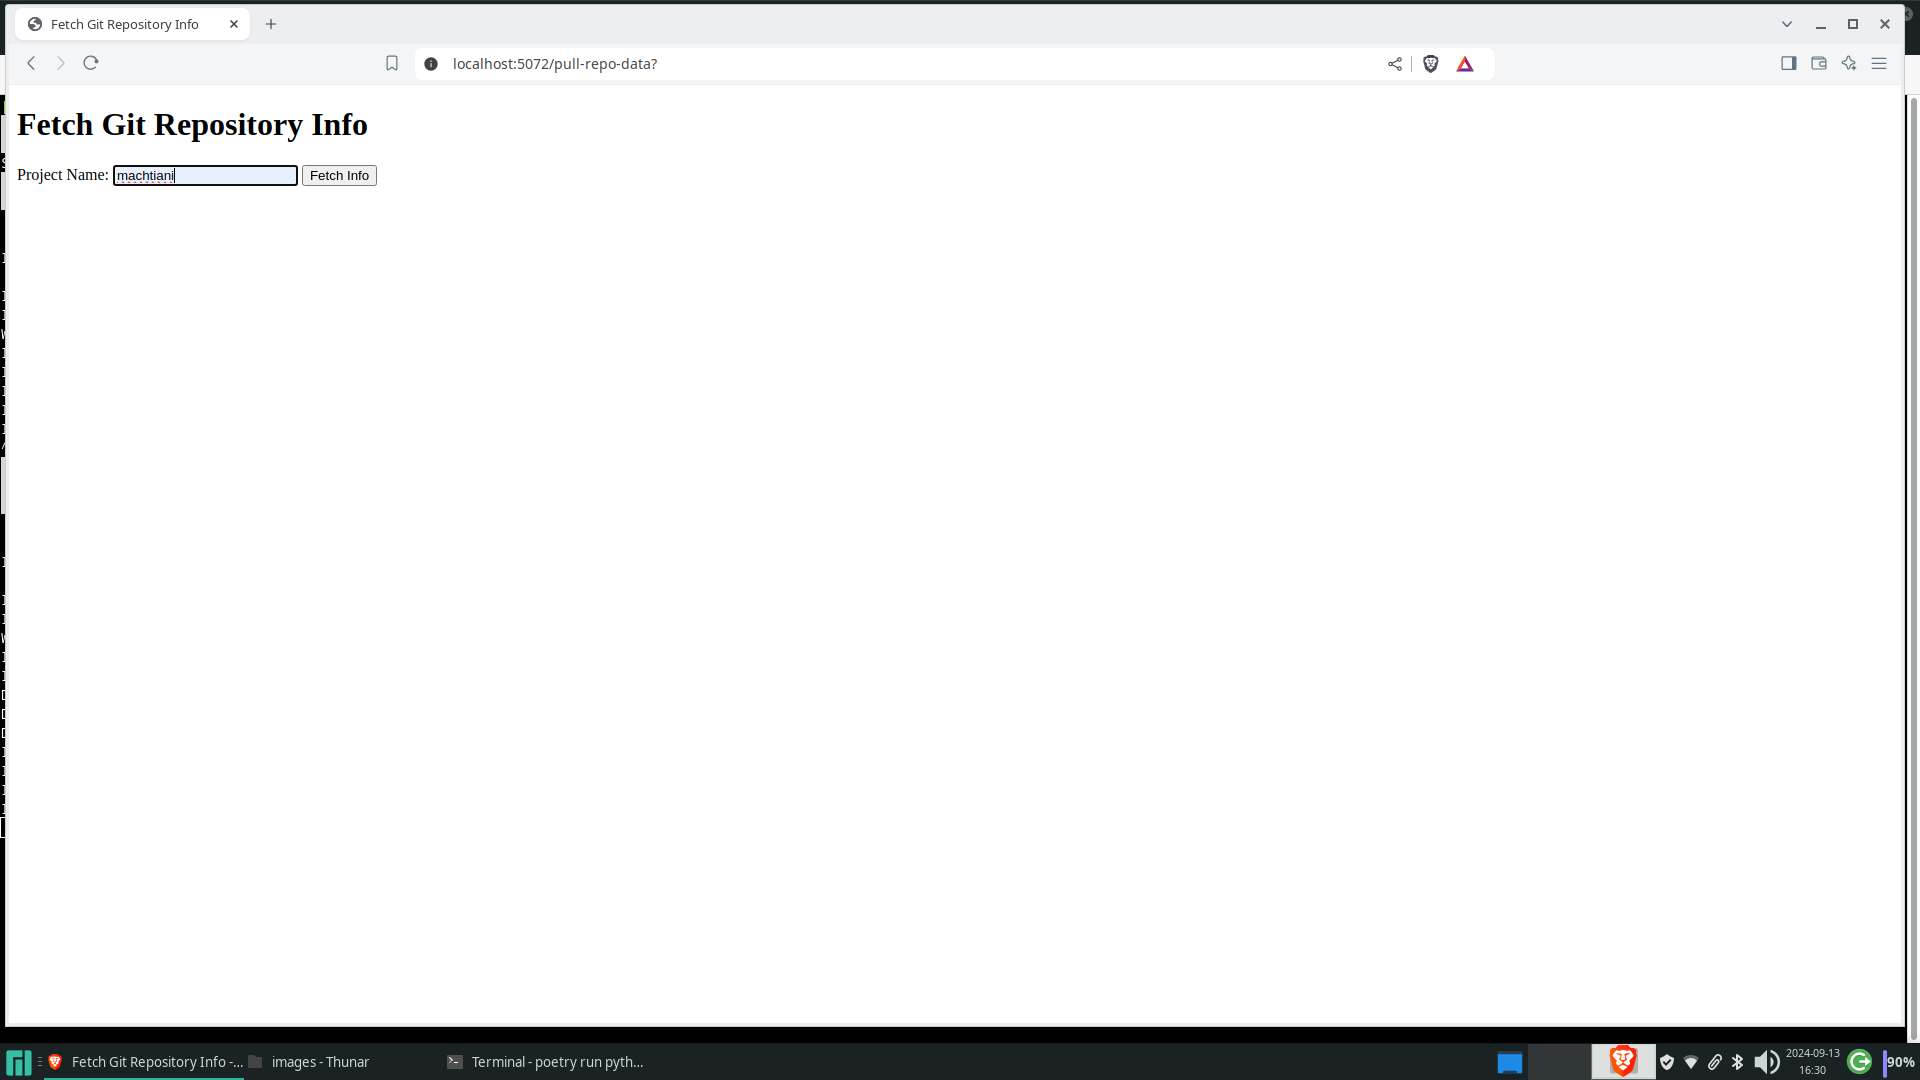 Fetch Git Repository Info
localhost:5072/pull-repo-data?
Fetch Git Repository Info
Project Name: machtiani Fetch Info
Fetch Git Repository Info -... images - Thunar Terminal - poetry run pyth... 2024-09-13 90%
16:30